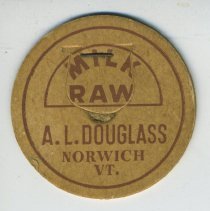 MILK
RAW
A. L. DOUGLASS
NORWICH
VT.